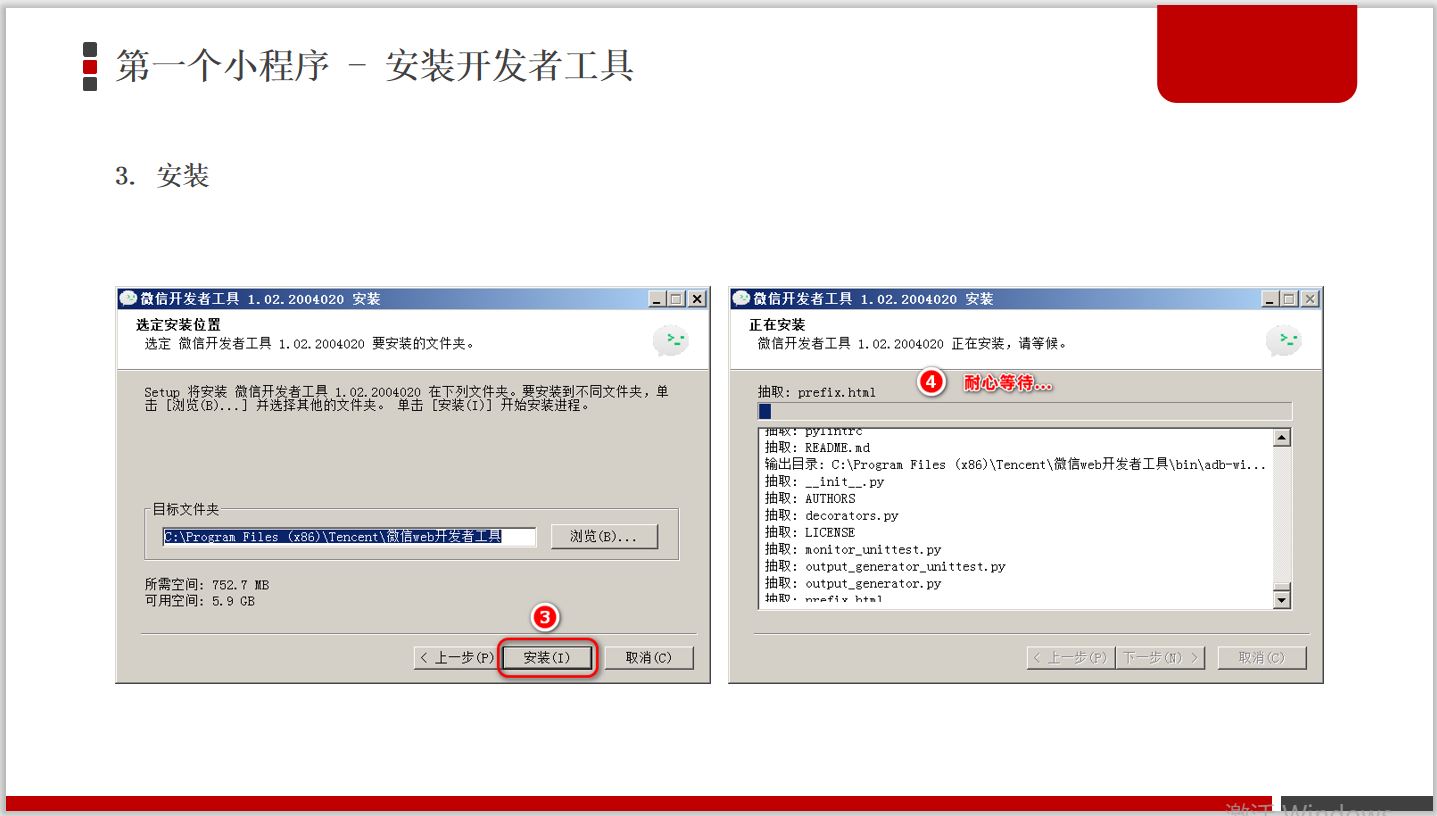 第一个小程序 - 安装开发者工具
3. 安装
微信开发者工具 1.02.2004020 安装
选定安装位置
选定 微信开发者工具 1.02.2004020 要安装的文件夹。
Setup 将安装 微信开发者工具 1.02.2004020 在下列文件夹。要安装到不同文件夹，单
击 [浏览(B)...] 并选择其他的文件夹。 单击 [安装(I)] 开始安装进程。
目标文件夹
C:\Program Files (x86)\Tencent\微信web开发者工具
浏览(B)...
所需空间: 752.7 MB
可用空间: 5.9 GB
3
< 上一步(P)
安装(I)
取消(C)
微信开发者工具 1.02.2004020 安装
正在安装
微信开发者工具 1.02.2004020 正在安装，请等候。
4 耐心等待...
抽取: prefix.html
抽取: pylintrc
抽取: README.md
输出目录: C:\Program Files (x86)\Tencent\微信web开发者工具\bin\adb-wi...
抽取: __init__.py
抽取: AUTHORS
抽取: decorators.py
抽取: LICENSE
抽取: monitor_unittest.py
抽取: output_generator_unittest.py
抽取: output_generator.py
抽取: prefix.html
< 上一步(P)
下一步(N) >
取消(C)
激活 Windows